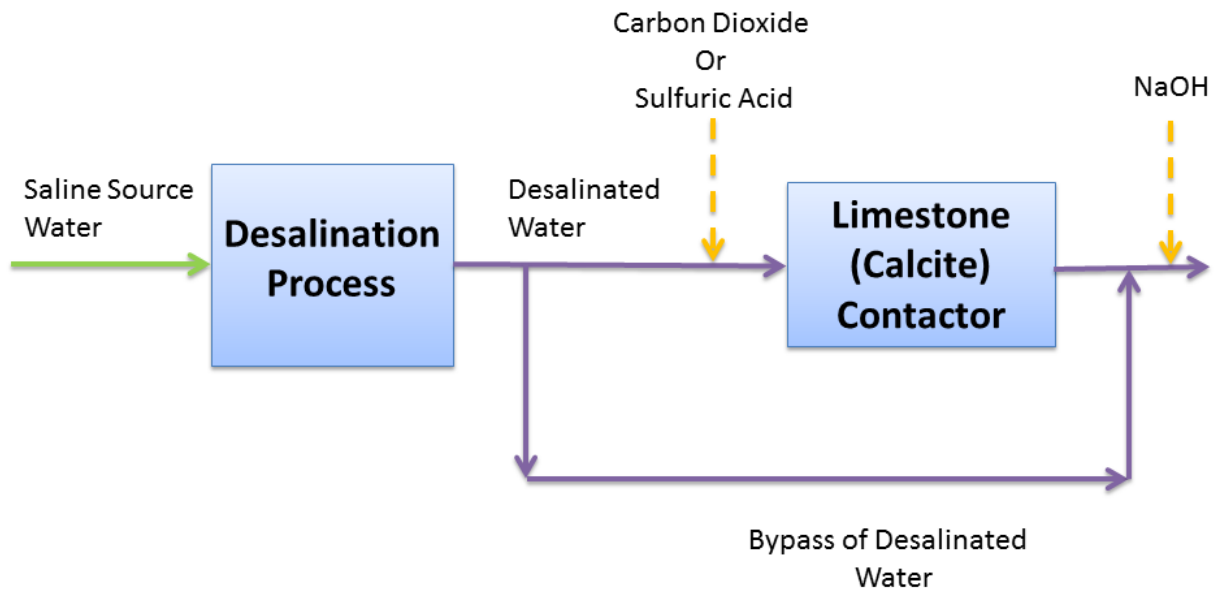 Carbon Dioxide
Or
Sulfuric Acid
NaOH
Saline Source
Water
Desalination
Process
Desalinated
Water
Limestone
(Calcite)
Contactor
Bypass of Desalinated
Water